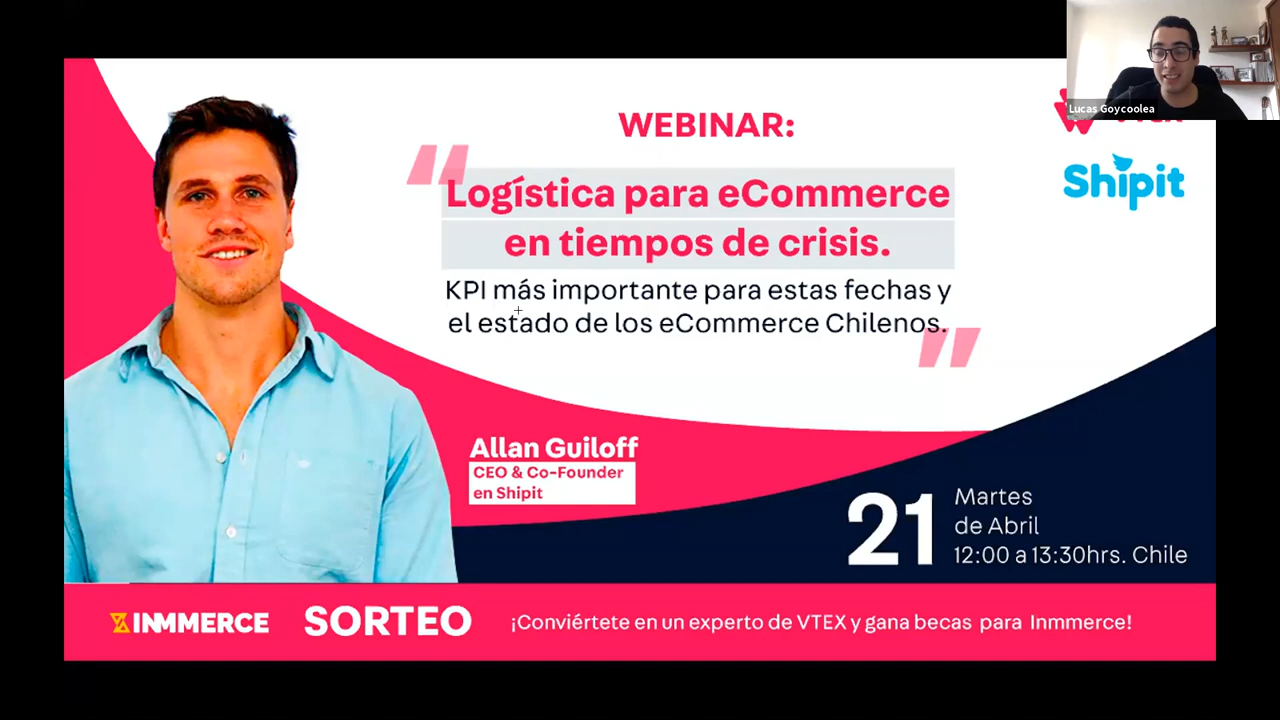 WEBINAR:
Lucas Goycoolea
Shipit
Logística para eCommerce
en tiempos de crisis.
KPI más importante para estas fechas y
el estado de los eCommerce Chilenos.
Allan Guiloff
CEO & Co-Founder
en Shipit
21
Martes
de Abril
12:00 a 13:30hrs. Chile
INMMERCE
SORTEO
¡Conviértete en un experto de VTEX y gana becas para Inmmerce!